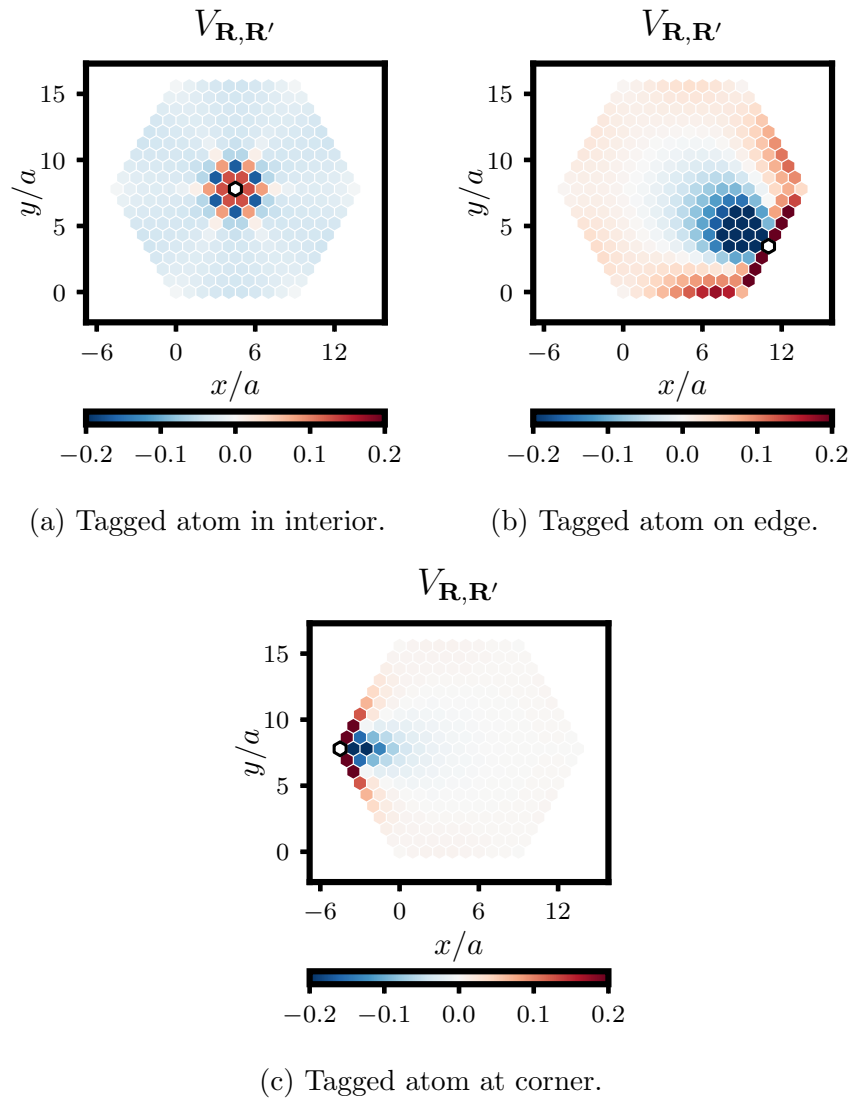 V_{R,R′} V_{R,R′}
15 15
10 10
y/a y/a
5 5
0 0
−6 0 6 12 −6 0 6 12
x/a x/a
−0.2 −0.1 0.0 0.1 0.2 −0.2 −0.1 0.0 0.1 0.2
(a) Tagged atom in interior. (b) Tagged atom on edge.
V_{R,R′}
15
10
y/a
5
0
−6 0 6 12
x/a
−0.2 −0.1 0.0 0.1 0.2
(c) Tagged atom at corner.